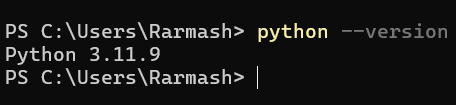 PS C:\Users\Rarmash> python --version
Python 3.11.9
PS C:\Users\Rarmash>